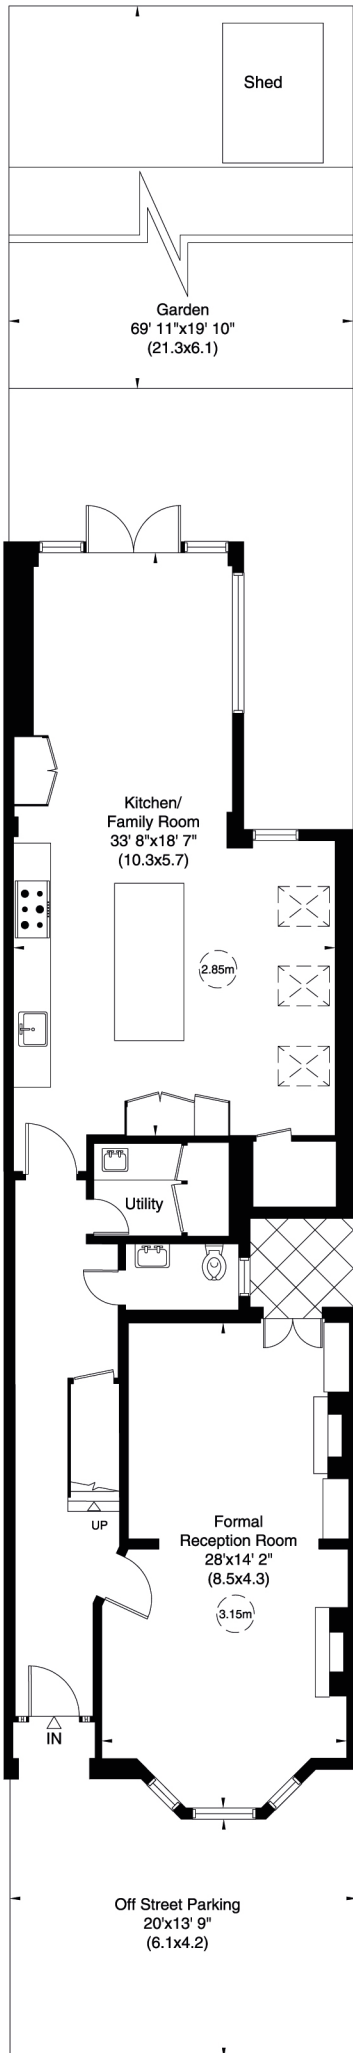 Shed
Garden
69' 11"x19' 10"
(21.3x6.1)
Kitchen/
Family Room
33' 8"x18' 7"
(10.3x5.7)
2.85m
Utility
UP
Formal
Reception Room
28'x14' 2"
(8.5x4.3)
3.15m
IN
Off Street Parking
20'x13' 9"
(6.1x4.2)